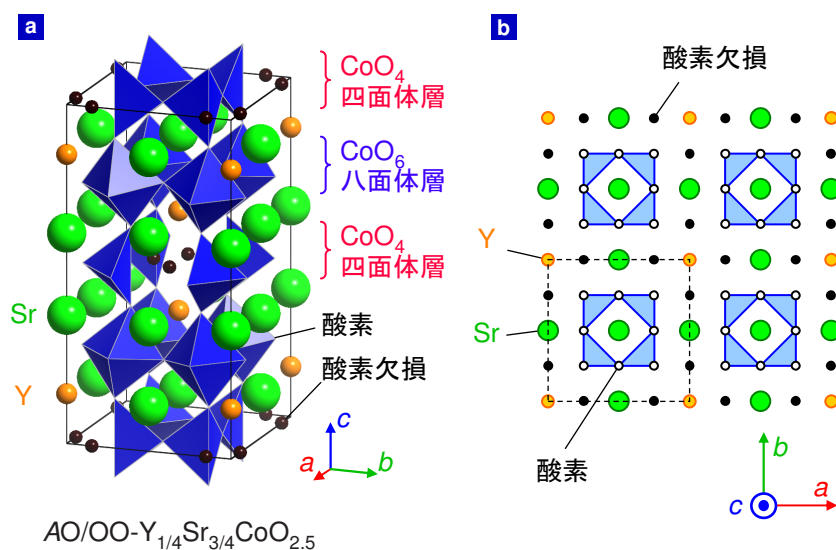 a
CoO4
四面体層
CoO6
八面体層
CoO4
四面体層
Sr
酸素
Y
酸素欠損
c
a
b
AO/OO-Y1/4Sr3/4CoO2.5
b
酸素欠損
Y
Sr
酸素
b
c
a